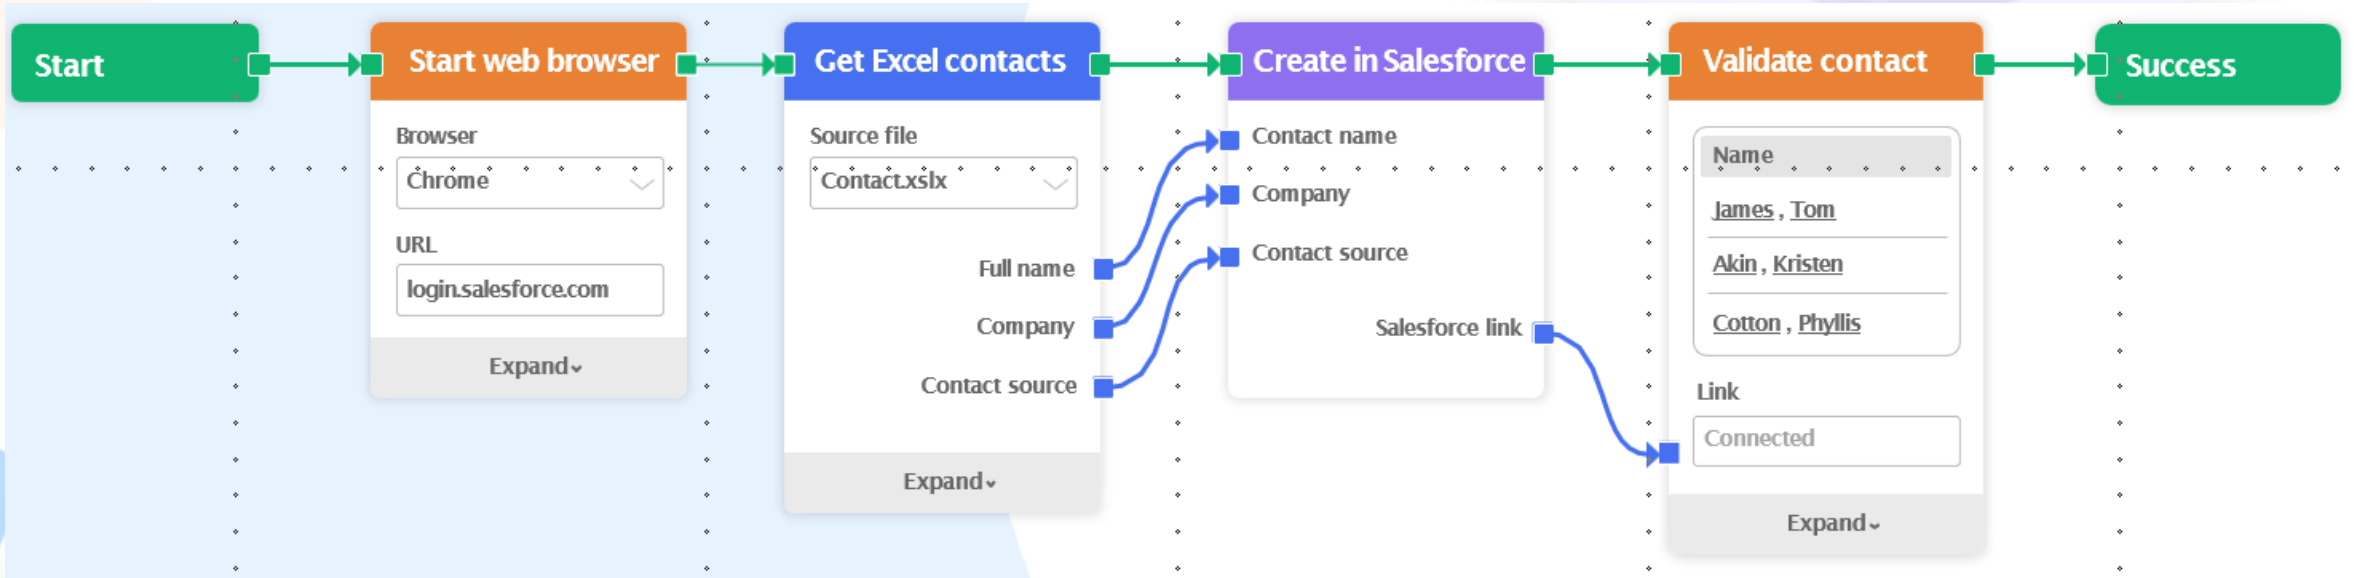 Start
Start web browser
Browser
Chrome
URL
login.salesforce.com
Expand
Get Excel contacts
Source file
Contact.xslx
Full name
Company
Contact source
Expand
Create in Salesforce
Contact name
Company
Contact source
Salesforce link
Validate contact
Name
James , Tom
Akin , Kristen
Cotton , Phyllis
Link
Connected
Expand
Success